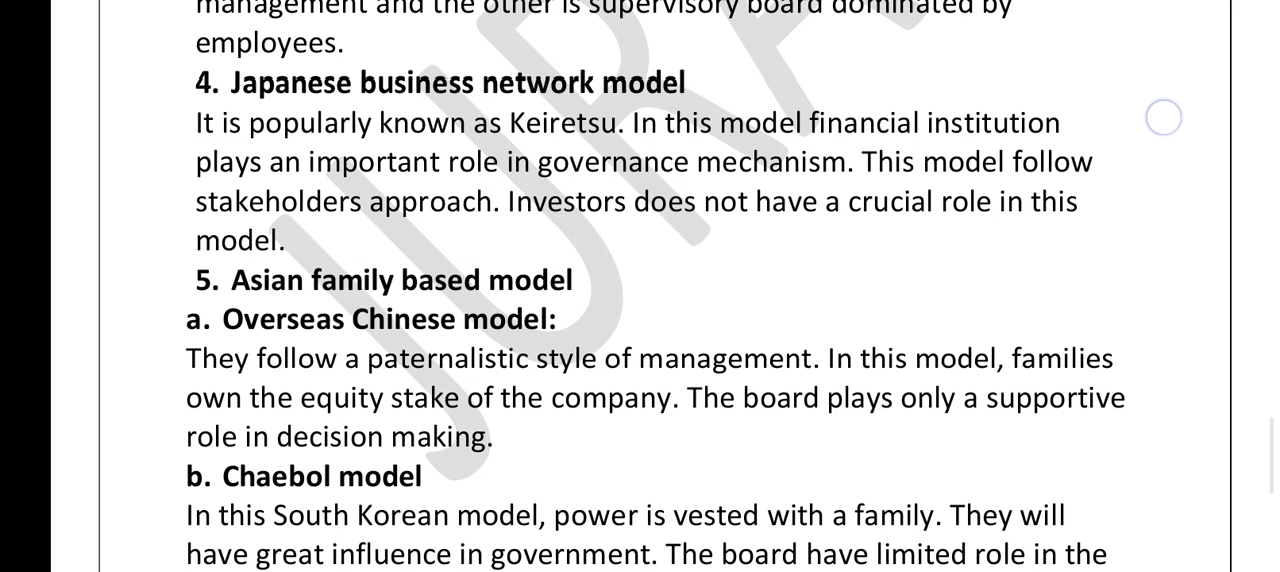 management and the other is supervisory board dominated by
employees.
4. Japanese business network model
It is popularly known as Keiretsu. In this model financial institution
plays an important role in governance mechanism. This model follow
stakeholders approach. Investors does not have a crucial role in this
model.
5. Asian family based model
a. Overseas Chinese model:
They follow a paternalistic style of management. In this model, families
own the equity stake of the company. The board plays only a supportive
role in decision making.
b. Chaebol model
In this South Korean model, power is vested with a family. They will
have great influence in government. The board have limited role in the
JURA